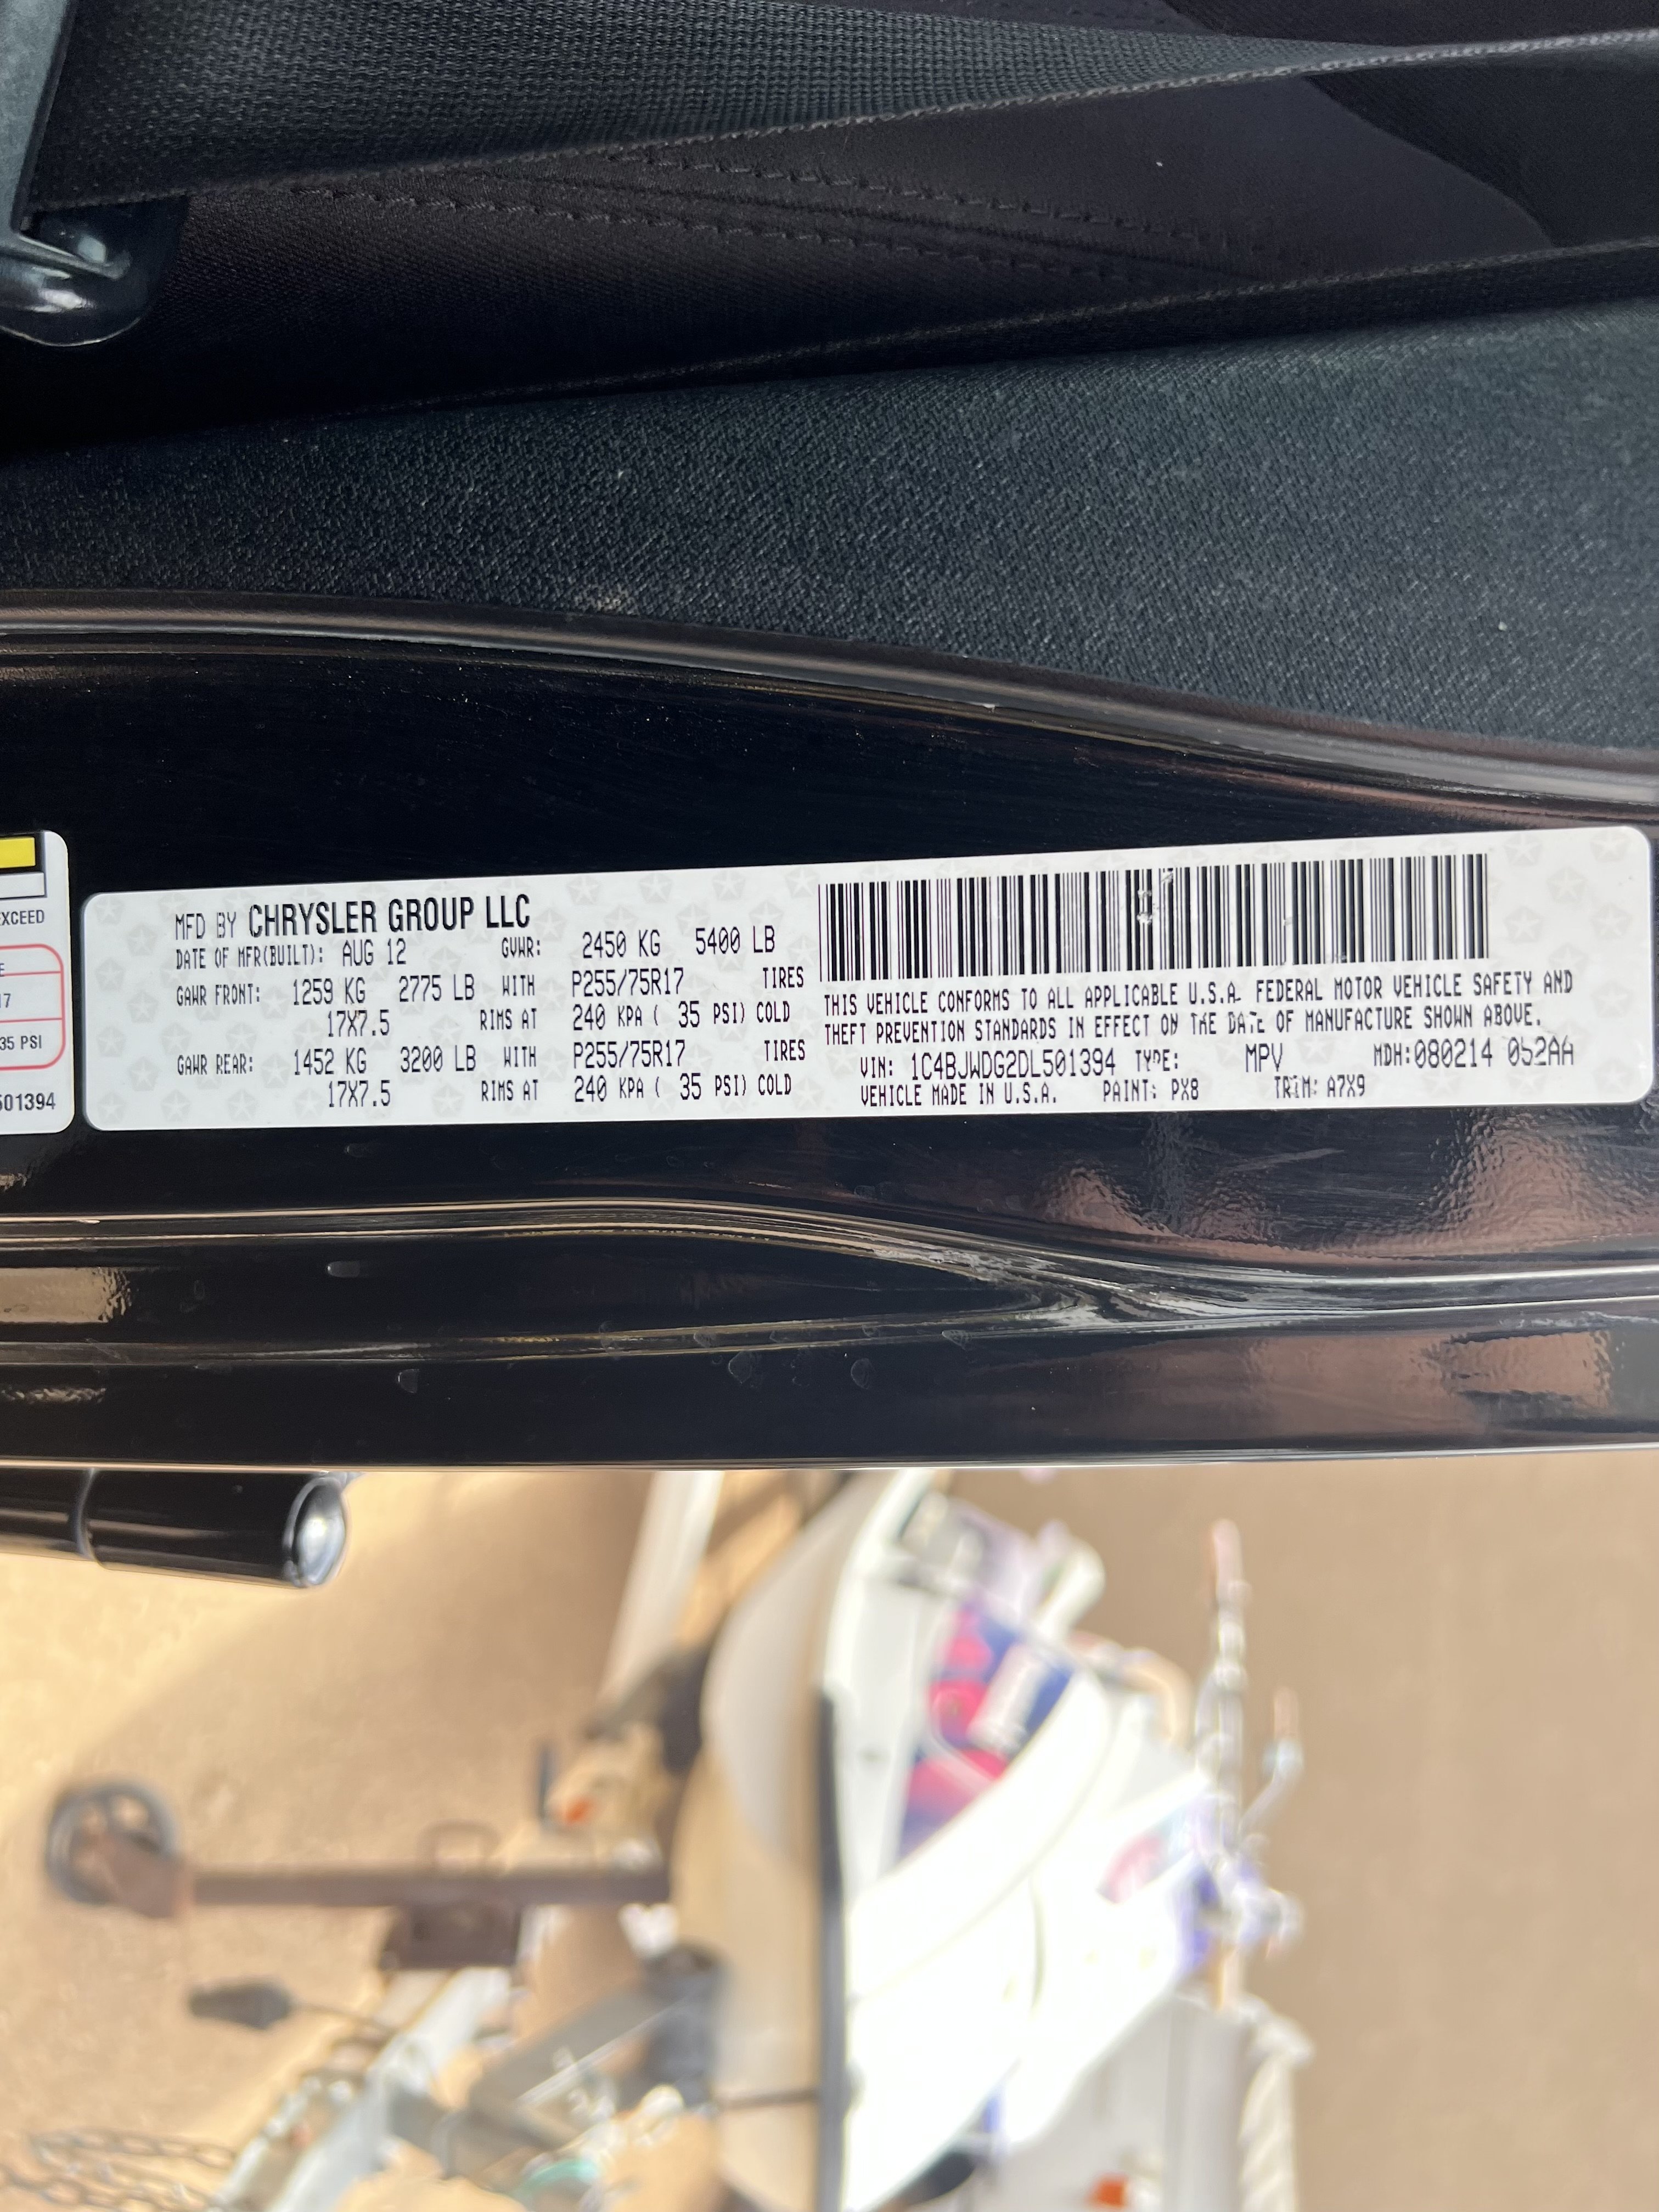 EXCEED
17
35 PSI
501394
MFD BY CHRYSLER GROUP LLC
DATE OF MFR(BUILT): AUG 12 GVWR: 2450 KG 5400 LB
GAWR FRONT: 1259 KG 2775 LB WITH P255/75R17 TIRES
17X7.5 RIMS AT 240 KPA ( 35 PSI) COLD
GAWR REAR: 1452 KG 3200 LB WITH P255/75R17 TIRES
17X7.5 RIMS AT 240 KPA ( 35 PSI) COLD
THIS VEHICLE CONFORMS TO ALL APPLICABLE U.S.A. FEDERAL MOTOR VEHICLE SAFETY AND
THEFT PREVENTION STANDARDS IN EFFECT ON THE DATE OF MANUFACTURE SHOWN ABOVE.
VIN: 1C4BJWDG2DL501394 TYPE: MPV MDH:080214 052AA
VEHICLE MADE IN U.S.A. PAINT: PX8 TRIM: A7X9